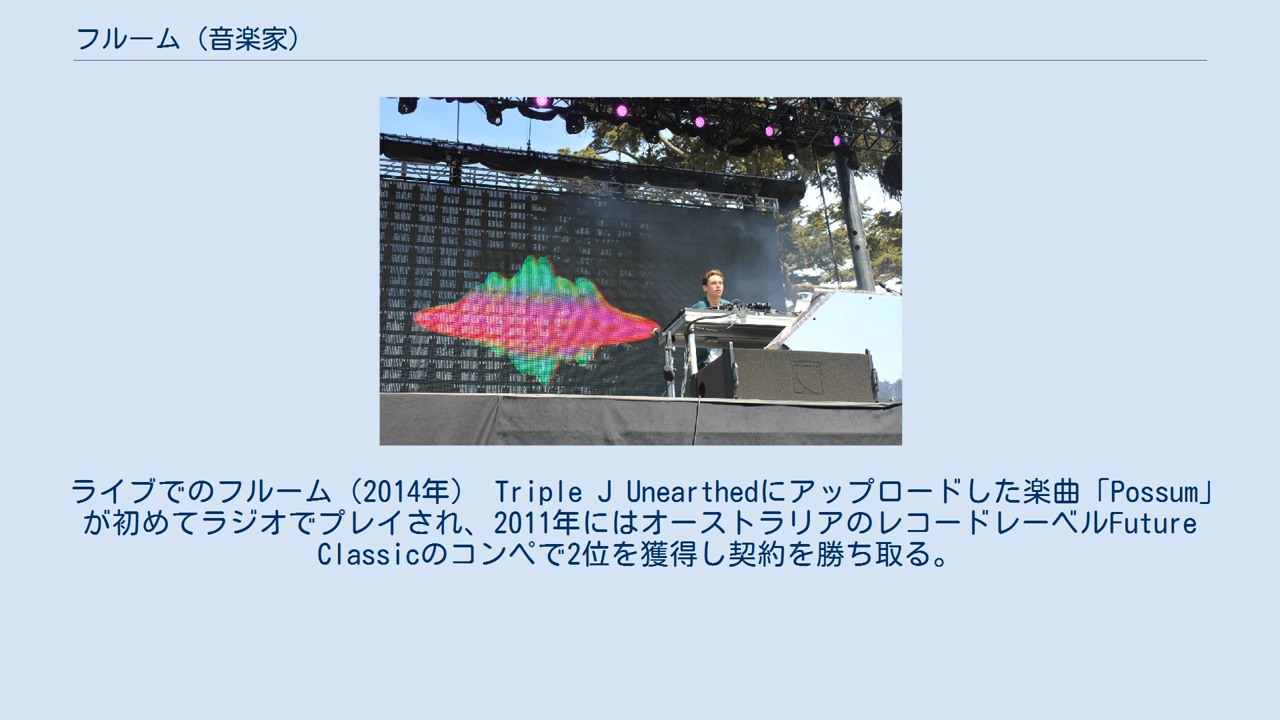 フルーム（音楽家）
ライブでのフルーム（2014年） Triple J Unearthedにアップロードした楽曲「Possum」
が初めてラジオでプレイされ、2011年にはオーストラリアのレコードレーベルFuture
Classicのコンペで2位を獲得し契約を勝ち取る。